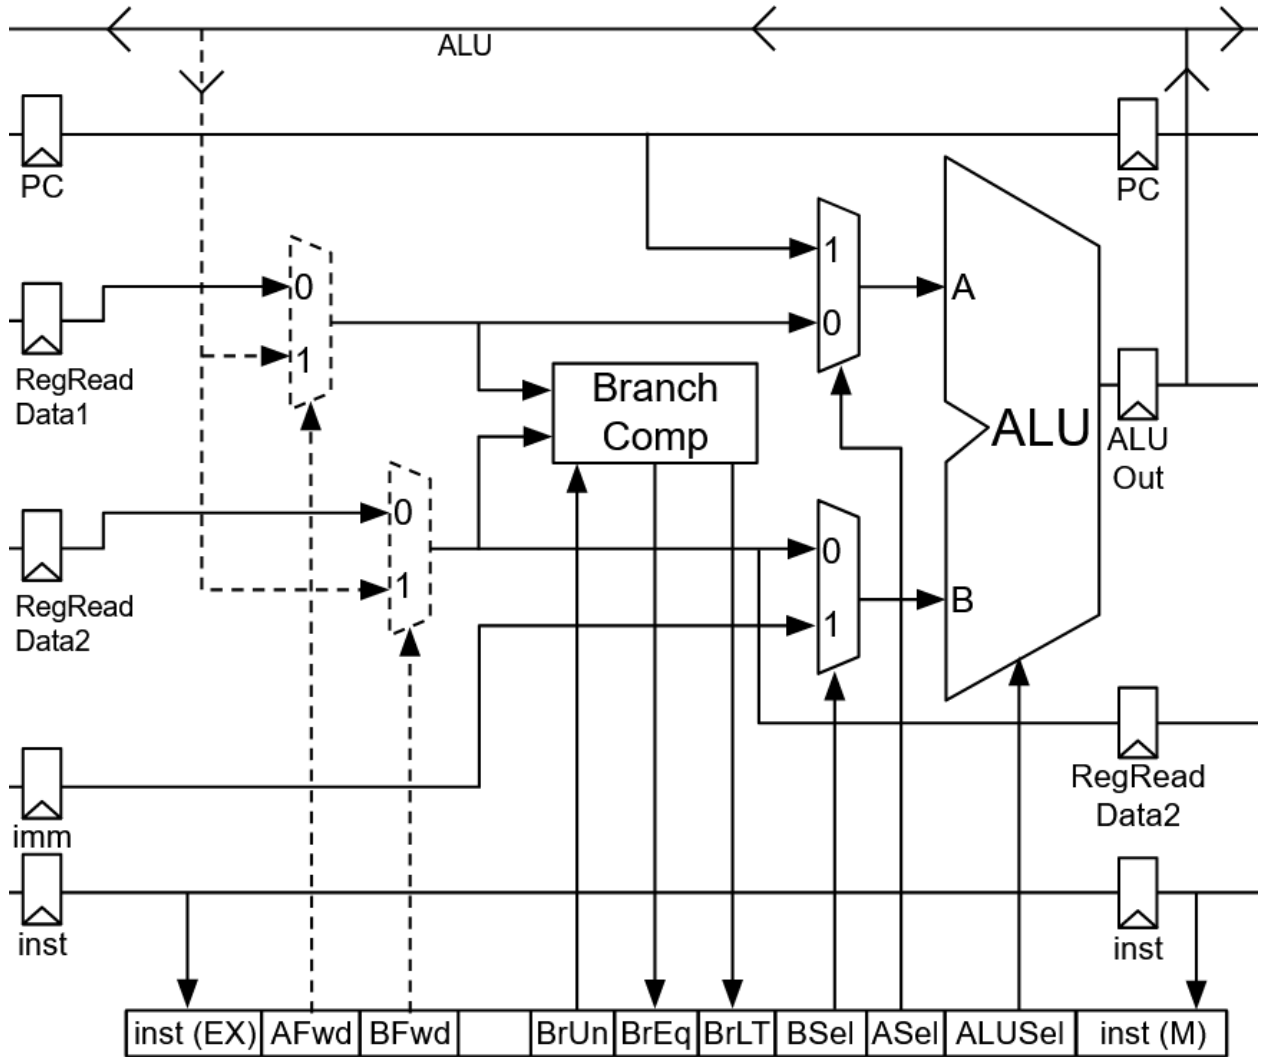 ALU
PC
PC
1
0
A
0
1
RegRead
Data1
Branch
Comp
ALU
ALU
Out
0
1
RegRead
Data2
0
1
B
imm
RegRead
Data2
inst
inst
inst (EX) AFwd BFwd BrUn BrEq BrLT BSel ASel ALUSel inst (M)